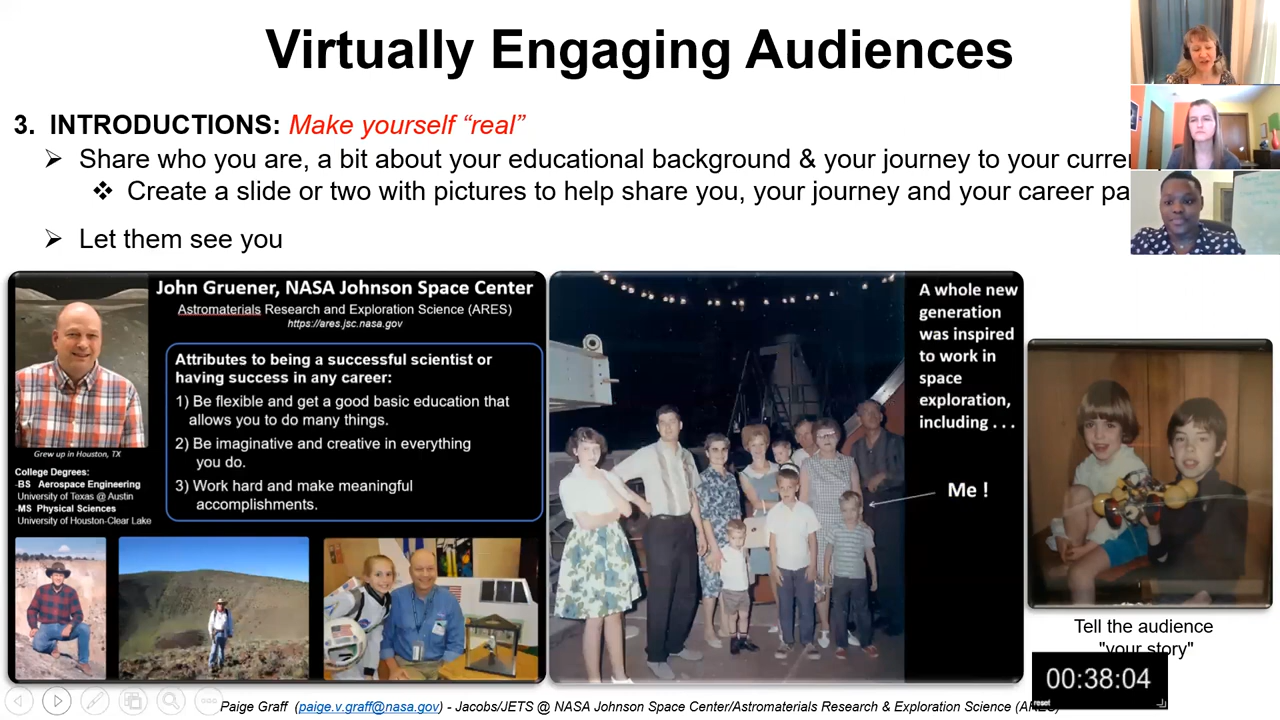 Virtually Engaging Audiences
3. INTRODUCTIONS: Make yourself “real”
➢ Share who you are, a bit about your educational background & your journey to your curre
❖ Create a slide or two with pictures to help share you, your journey and your career pa
➢ Let them see you
John Gruener, NASA Johnson Space Center
Astromaterials Research and Exploration Science (ARES)
https://ares.jsc.nasa.gov
Attributes to being a successful scientist or
having success in any career:
1) Be flexible and get a good basic education that
allows you to do many things.
2) Be imaginative and creative in everything
you do.
3) Work hard and make meaningful
accomplishments.
Grew up in Houston, TX
College Degrees:
-BS Aerospace Engineering
University of Texas @ Austin
-MS Physical Sciences
University of Houston-Clear Lake
A whole new
generation
was inspired
to work in
space
exploration,
including . . .
Me !
Tell the audience
"your story"
00:38:04
reset
Paige Graff (paige.v.graff@nasa.gov) - Jacobs/JETS @ NASA Johnson Space Center/Astromaterials Research & Exploration Science (ARES)